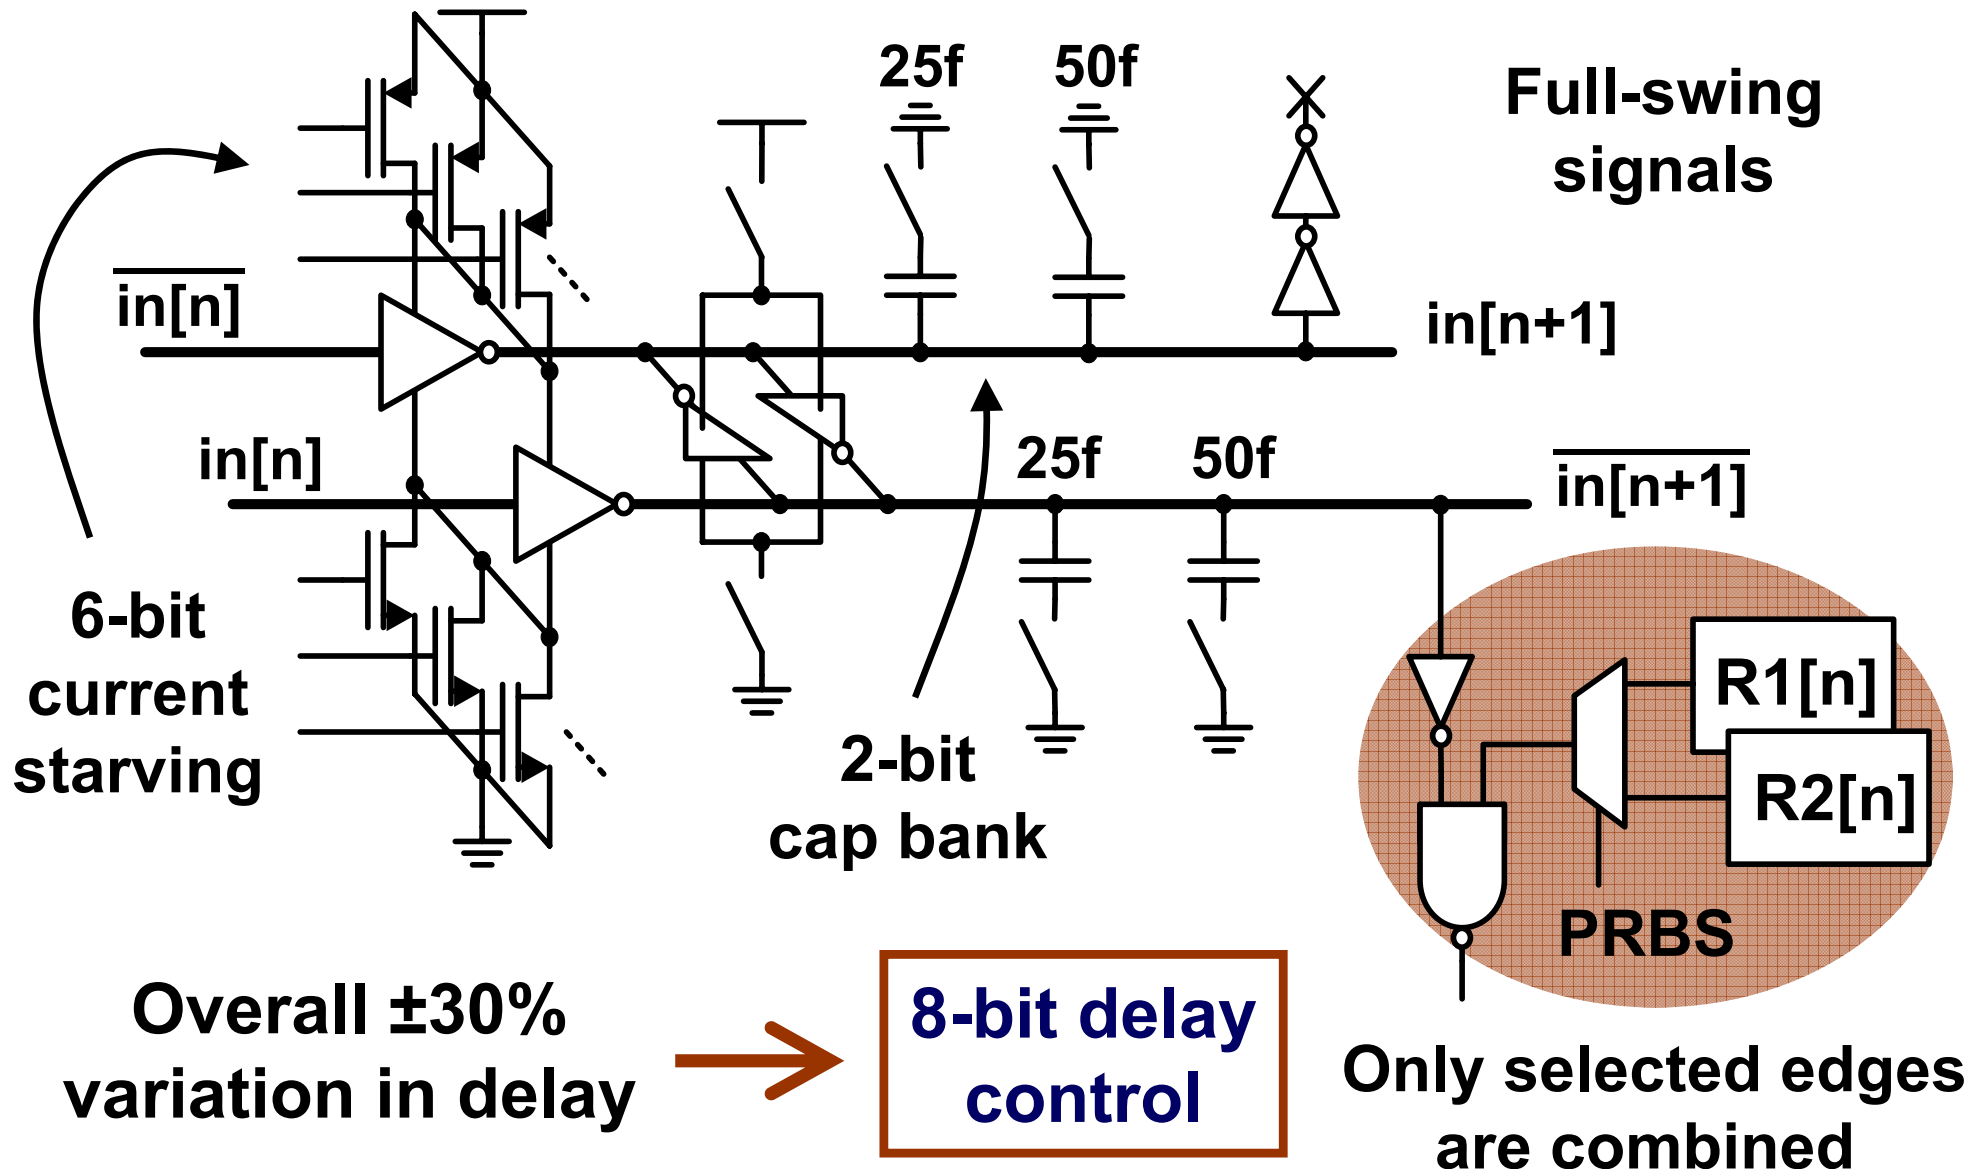 25f
50f
Full-swing
signals
in[n]
in[n+1]
in[n]
25f
50f
in[n+1]
6-bit
current
starving
2-bit
cap bank
R1[n]
R2[n]
PRBS
Overall ±30%
variation in delay
8-bit delay
control
Only selected edges
are combined